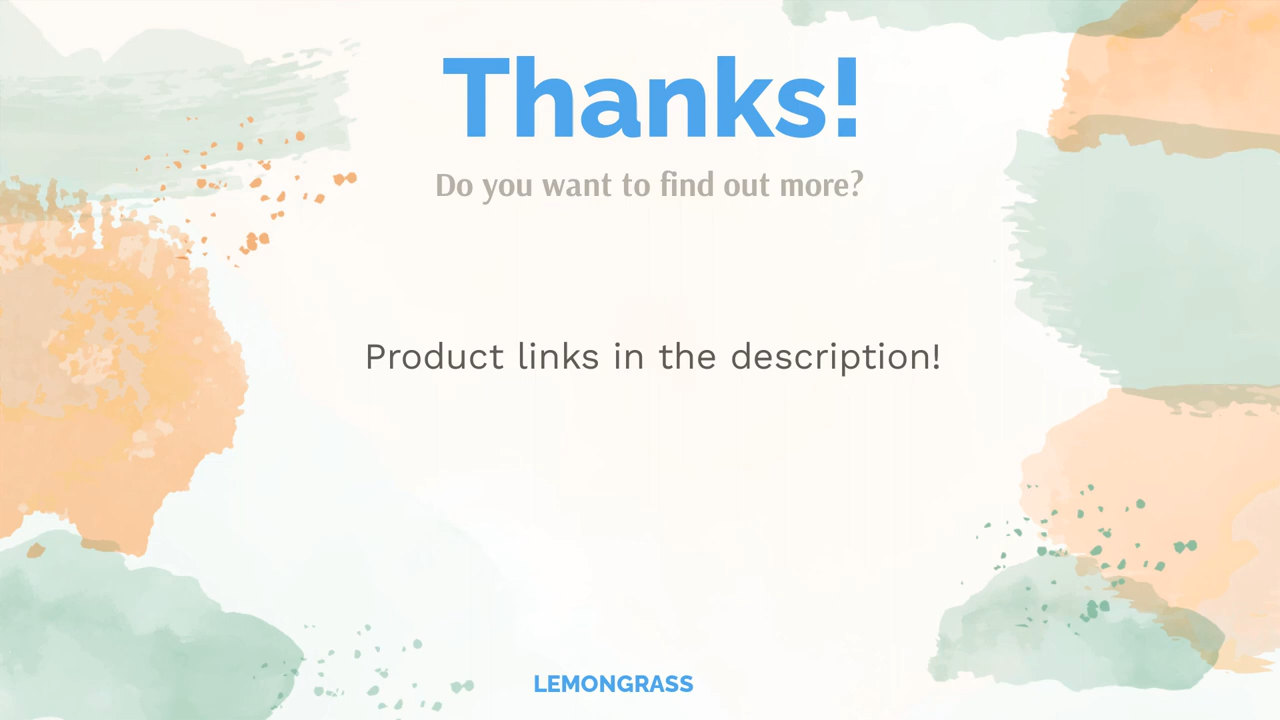 Thanks!
Do you want to find out more?
Product links in the description!
LEMONGRASS